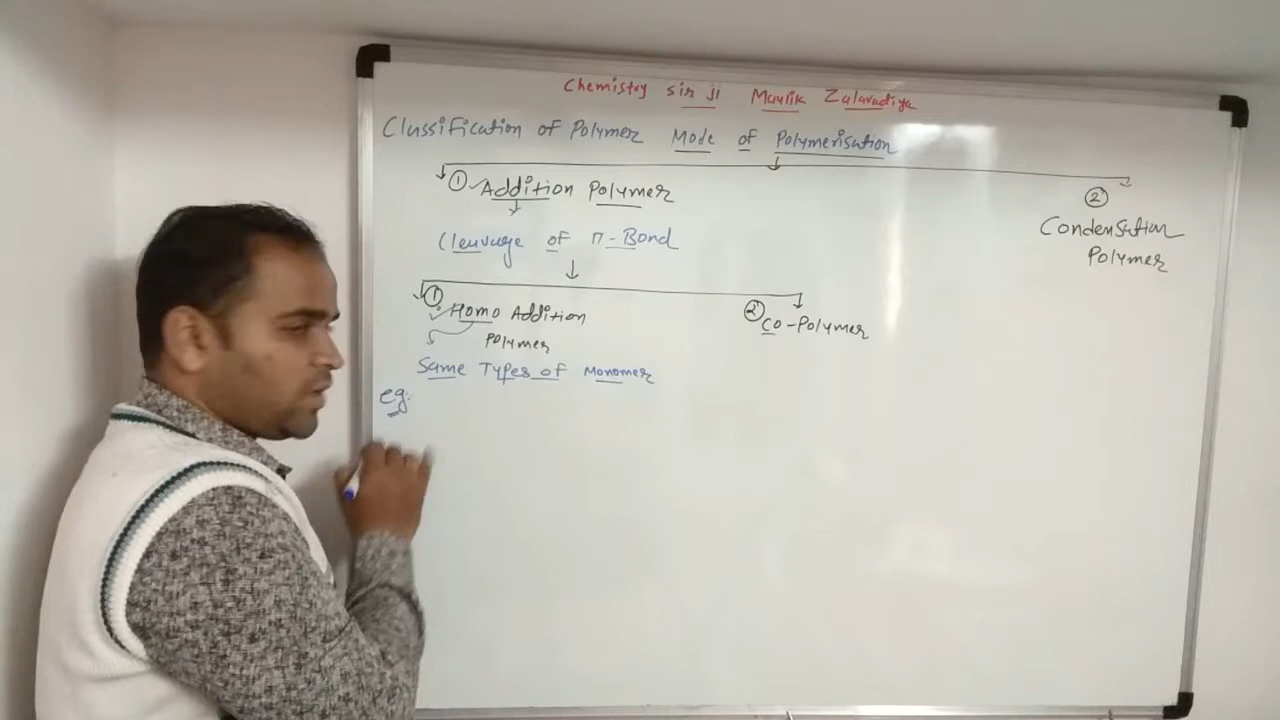 Chemistry sir ji Maulik Zalavadiya
Classification of Polymer Mode of Polymerisation
① Addition Polymer
② Condensation Polymer
Cleavage of π-Bond
① Homo Addition Polymer
② Co-Polymer
Same Types of Monomer
eg: